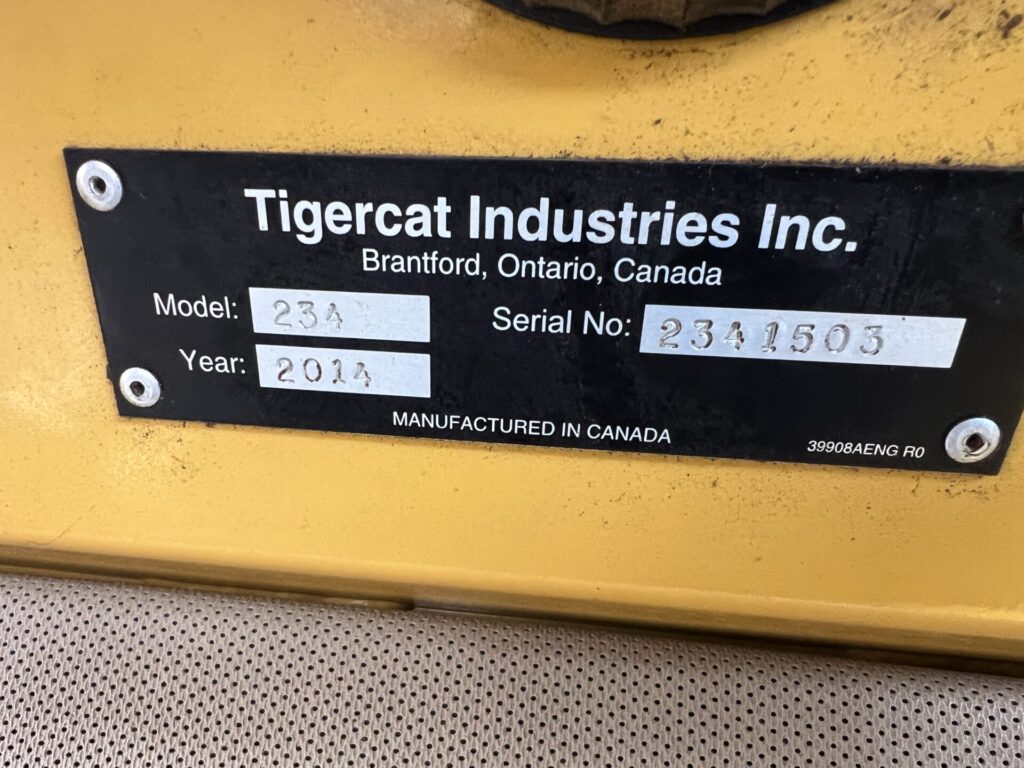 Tigercat Industries Inc.
Brantford, Ontario, Canada
Model: 234
Serial No: 2341503
Year: 2014
MANUFACTURED IN CANADA
39908AENG R0